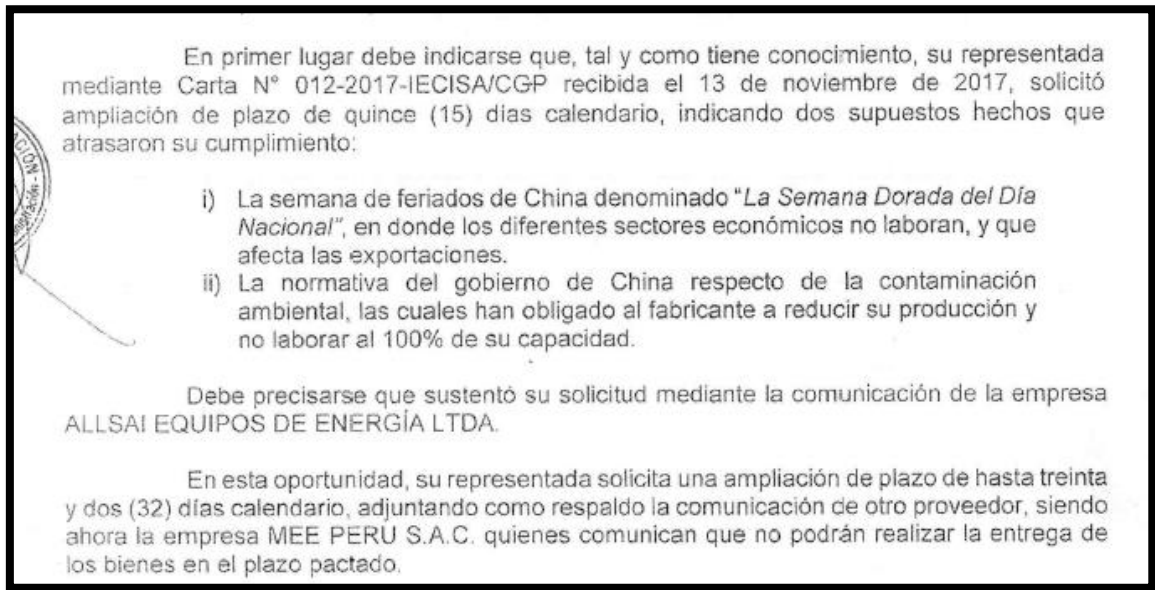 En primer lugar debe indicarse que, tal y como tiene conocimiento, su representada
mediante Carta N° 012-2017-IECISA/CGP recibida el 13 de noviembre de 2017, solicitó
ampliación de plazo de quince (15) días calendario, indicando dos supuestos hechos que
atrasaron su cumplimiento:
i) La semana de feriados de China denominado "La Semana Dorada del Día
Nacional", en donde los diferentes sectores económicos no laboran, y que
afecta las exportaciones.
ii) La normativa del gobierno de China respecto de la contaminación
ambiental, las cuales han obligado al fabricante a reducir su producción y
no laborar al 100% de su capacidad.
Debe precisarse que sustentó su solicitud mediante la comunicación de la empresa
ALLSAI EQUIPOS DE ENERGÍA LTDA.
En esta oportunidad, su representada solicita una ampliación de plazo de hasta treinta
y dos (32) días calendario, adjuntando como respaldo la comunicación de otro proveedor, siendo
ahora la empresa MEE PERU S.A.C. quienes comunican que no podrán realizar la entrega de
los bienes en el plazo pactado.